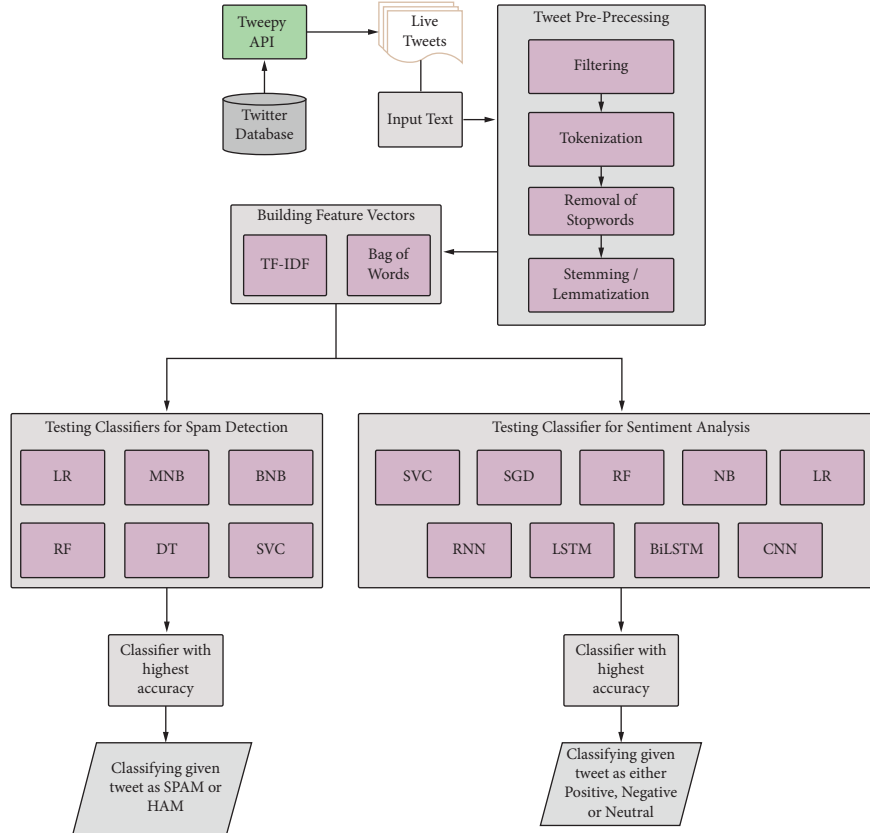 Tweepy
API
Live
Tweets
Twitter
Database
Input Text
Tweet Pre-Precessing
Filtering
Tokenization
Removal of
Stopwords
Stemming /
Lemmatization
Building Feature Vectors
TF-IDF
Bag of
Words
Testing Classifiers for Spam Detection
LR
MNB
BNB
RF
DT
SVC
Testing Classifier for Sentiment Analysis
SVC
SGD
RF
NB
LR
RNN
LSTM
BiLSTM
CNN
Classifier with
highest
accuracy
Classifier with
highest
accuracy
Classifying given
tweet as SPAM or
HAM
Classifying given
tweet as either
Positive, Negative
or Neutral